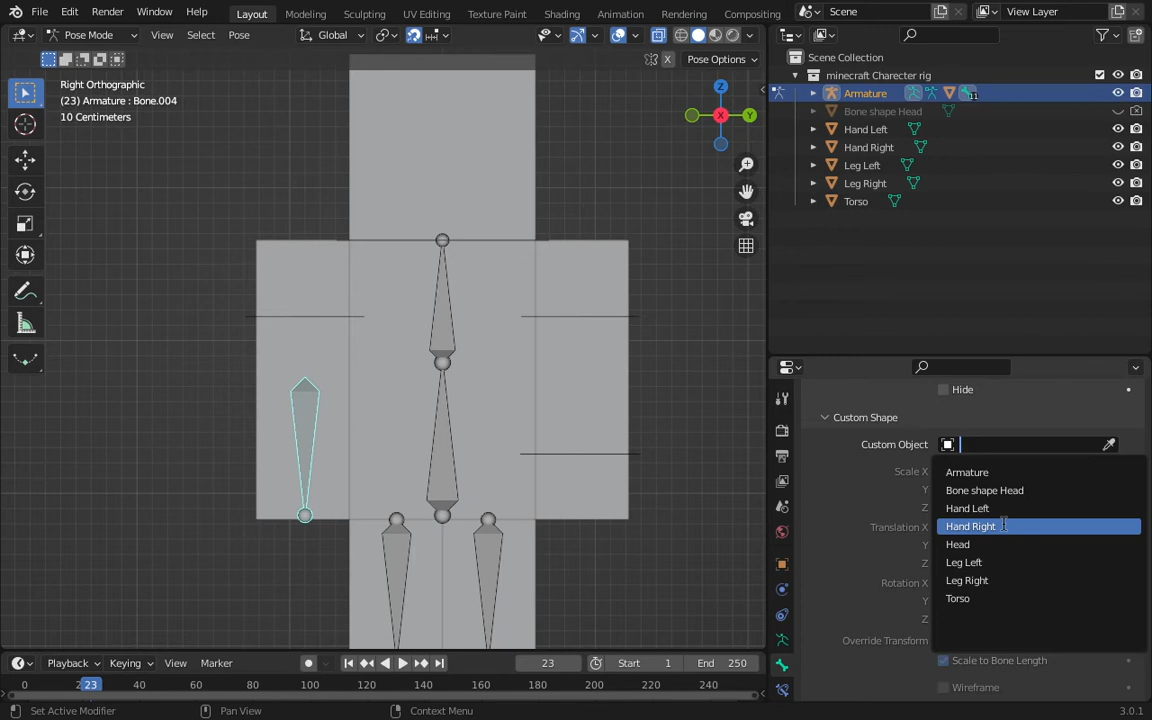 File Edit Render Window Help Layout Modeling Sculpting UV Editing Texture Paint Shading Animation Rendering Compositing Scene View Layer
Pose Mode View Select Pose Global
X Pose Options
Right Orthographic
(23) Armature : Bone.004
10 Centimeters
Z
X
Y
Scene Collection
minecraft Charecter rig
Armature 11
Bone shape Head
Hand Left
Hand Right
Leg Left
Leg Right
Torso
Hide
Custom Shape
Custom Object
Scale X
Y
Z
Translation X
Y
Z
Rotation X
Y
Z
Override Transform
Armature
Bone shape Head
Hand Left
Hand Right
Head
Leg Left
Leg Right
Torso
Scale to Bone Length
Wireframe
Playback Keying View Marker 23 Start 1 End 250
0 23 40 60 80 100 120 140 160 180 200 220 240
Set Active Modifier Pan View Context Menu 3.0.1